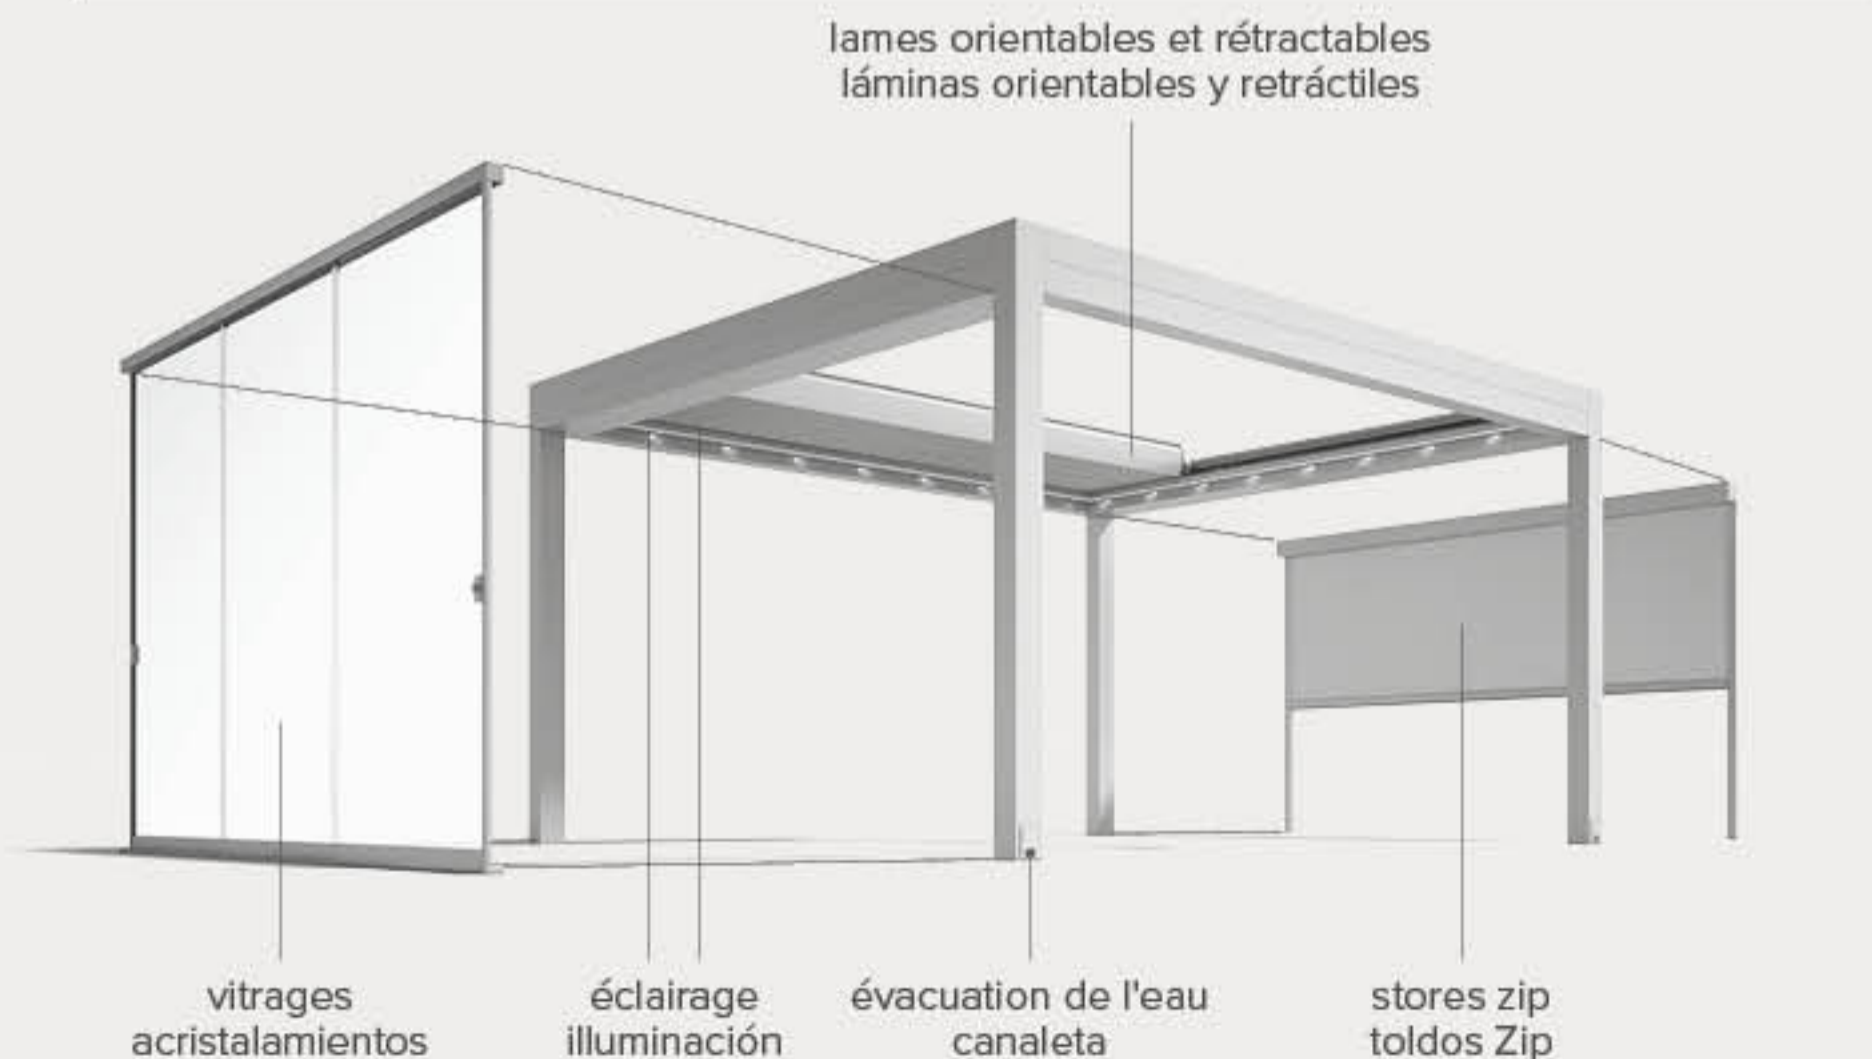 lames orientables et rétractables
láminas orientables y retráctiles
vitrages
acristalamientos
éclairage
illuminación
évacuation de l'eau
canaleta
stores zip
toldos Zip